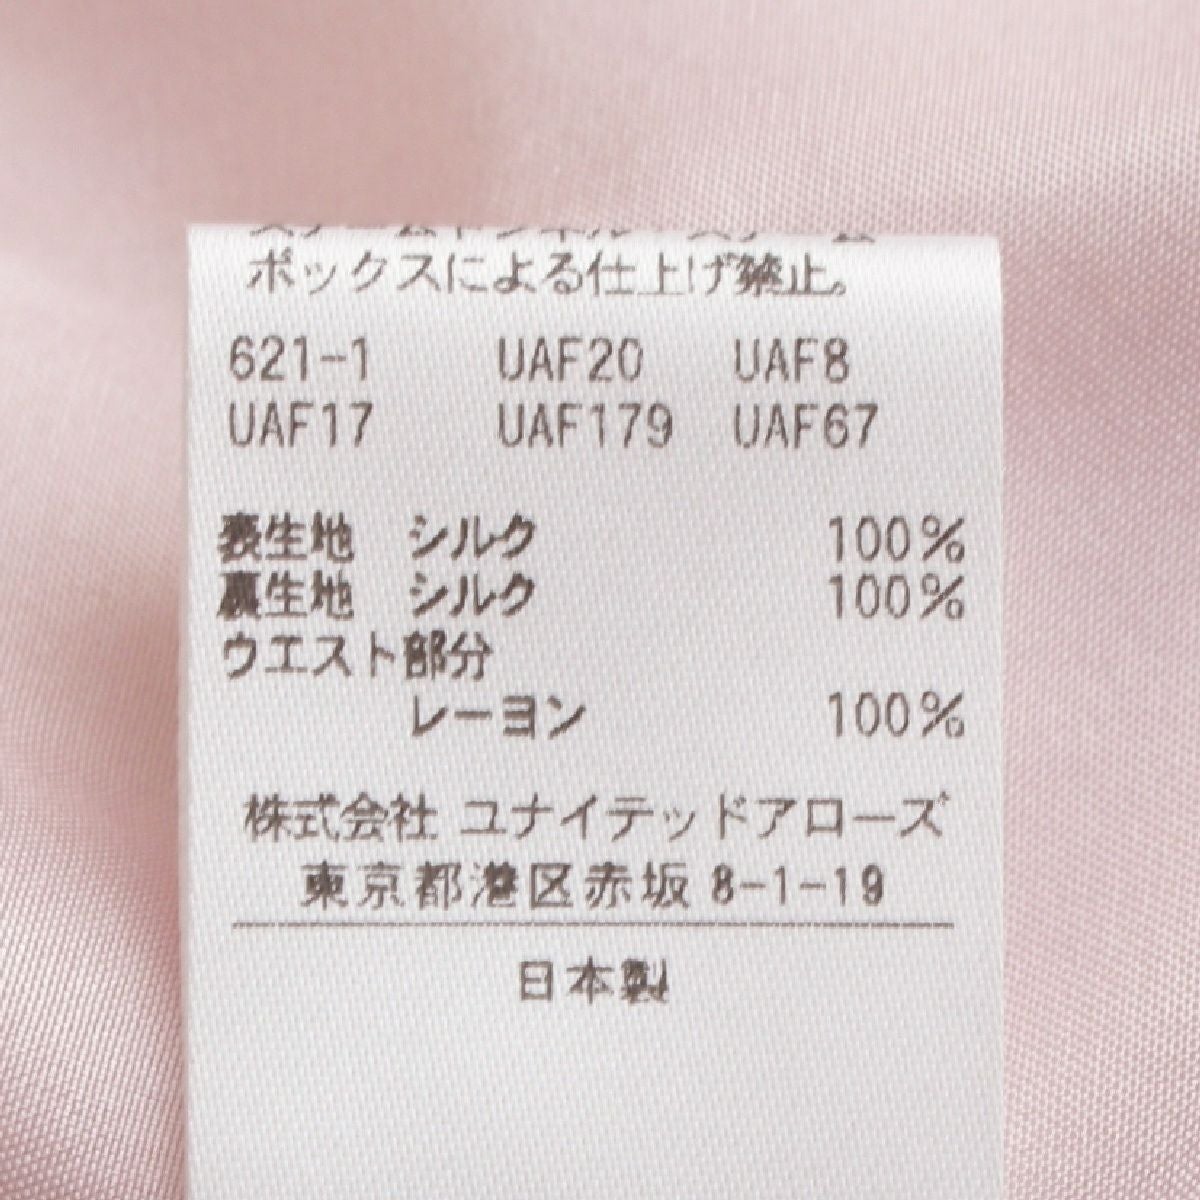 ボックスによる仕上げ禁止。
621-1 UAF20 UAF8
UAF17 UAF179 UAF67
表生地 シルク 100%
裏生地 シルク 100%
ウエスト部分
レーヨン 100%
株式会社 ユナイテッドアローズ
東京都港区赤坂 8-1-19
日本製